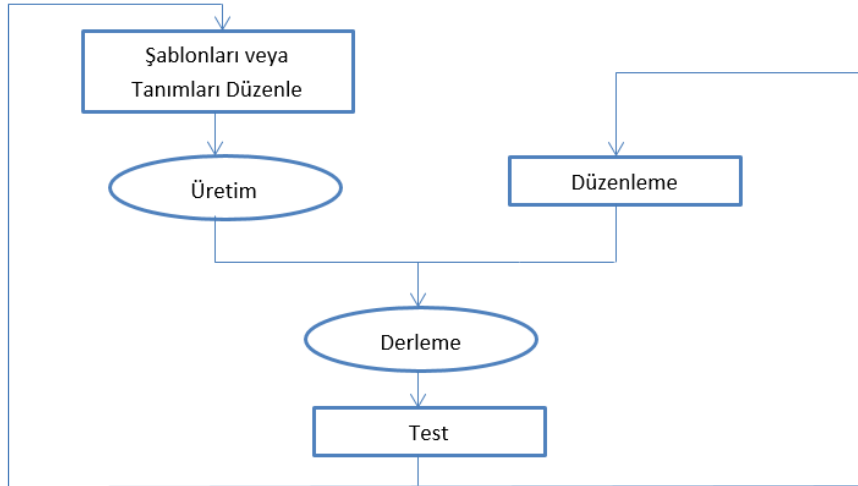 Şablonları veya
Tanımları Düzenle
Üretim
Düzenleme
Derleme
Test